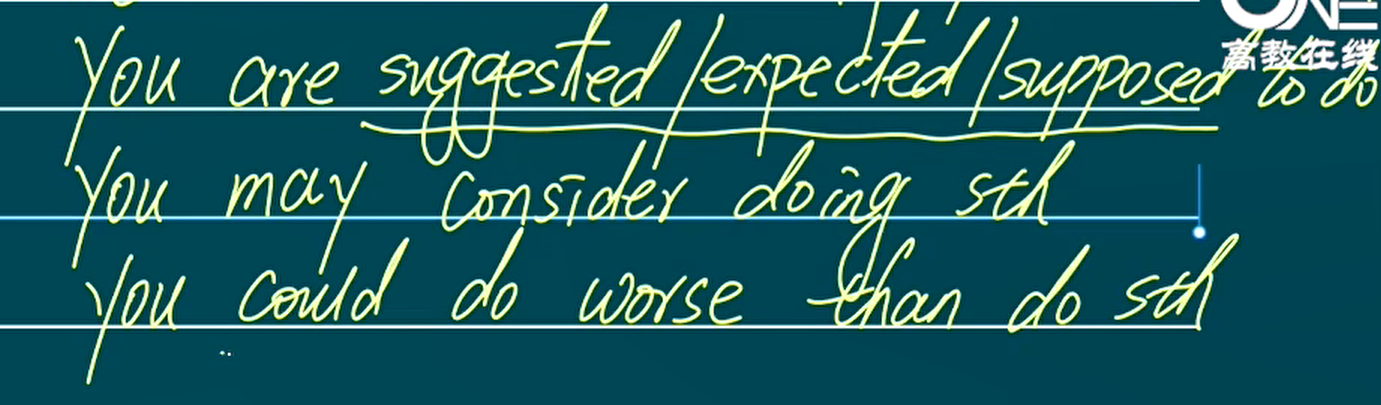 ONE
高教在线
You are suggested/expected/supposed to do
You may consider doing sth
You could do worse than do sth